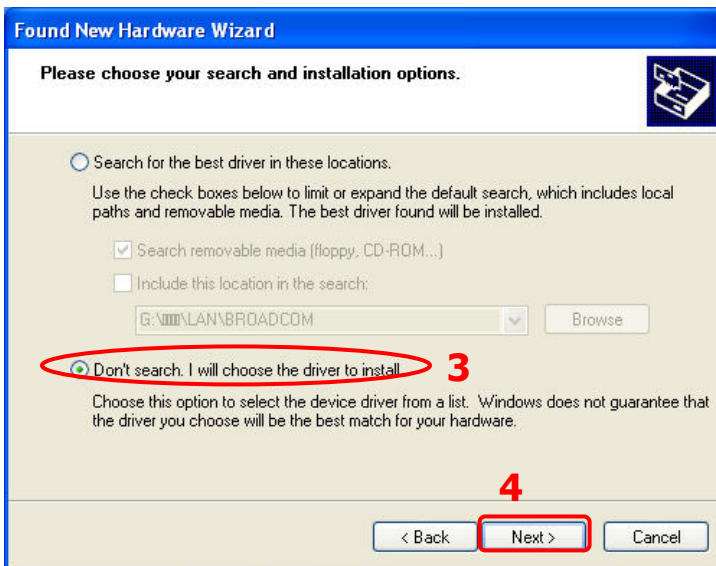 Found New Hardware Wizard
Please choose your search and installation options.
Search for the best driver in these locations.
Use the check boxes below to limit or expand the default search, which includes local
paths and removable media. The best driver found will be installed.
Search removable media (floppy, CD-ROM...)
Include this location in the search:
\LAN\BROADCOM
Browse
Don't search. I will choose the driver to install.
3
Choose this option to select the device driver from a list. Windows does not guarantee that
the driver you choose will be the best match for your hardware.
4
< Back
Next >
Cancel